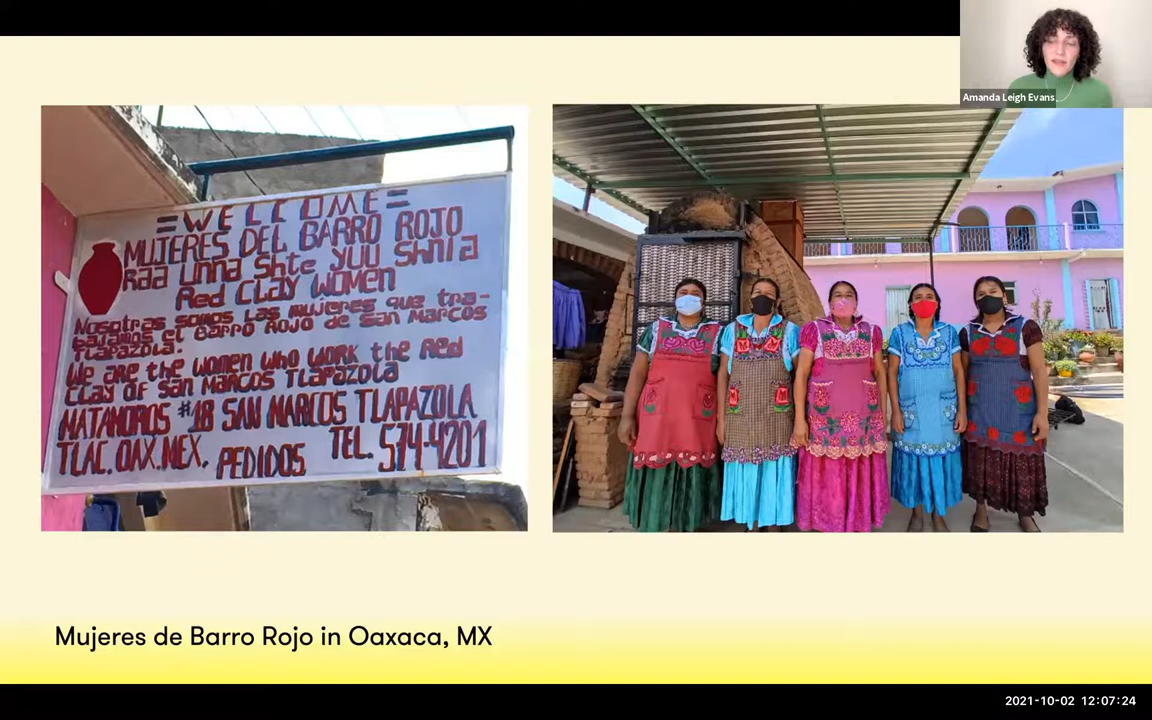 Amanda Leigh Evans
=WELCOME=
MUJERES DEL BARRO ROJO
Raa Unna Shte YUU Shnia
Red Clay WOMEN
Nosotras somos Las mujeres que tra-
bajamos el Barro Rojo de San Marcos
Tlapazola.
We are the women who work the Red
Clay OF San Marcos Tlapazola
MATAMOROS #18 SAN MARCOS TLAPAZOLA
TLAC. OAX. MEX. PEDIDOS TEL. 574-4201
Mujeres de Barro Rojo in Oaxaca, MX
2021-10-02 12:07:24